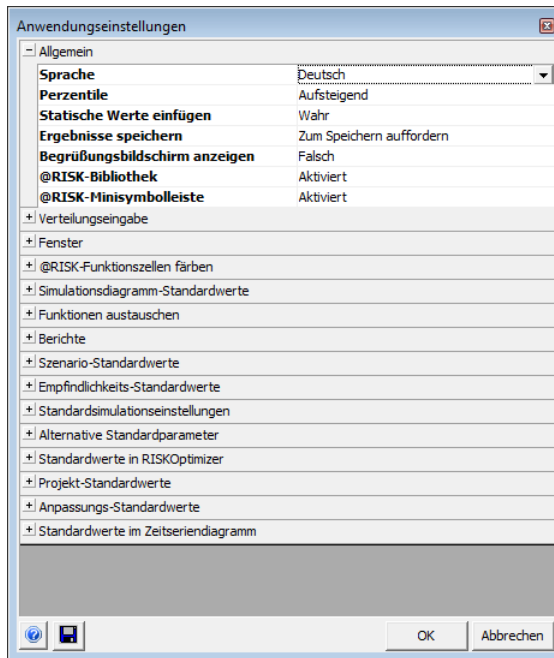 Anwendungseinstellungen
Allgemein
Sprache Deutsch
Perzentile Aufsteigend
Statische Werte einfügen Wahr
Ergebnisse speichern Zum Speichern auffordern
Begrüßungsbildschirm anzeigen Falsch
@RISK-Bibliothek Aktiviert
@RISK-Minisymbolleiste Aktiviert
Verteilungseingabe
Fenster
@RISK-Funktionszellen färben
Simulationsdiagramm-Standardwerte
Funktionen austauschen
Berichte
Szenario-Standardwerte
Empfindlichkeits-Standardwerte
Standardsimulationseinstellungen
Alternative Standardparameter
Standardwerte in RISKOptimizer
Projekt-Standardwerte
Anpassungs-Standardwerte
Standardwerte im Zeitseriendiagramm
OK Abbrechen